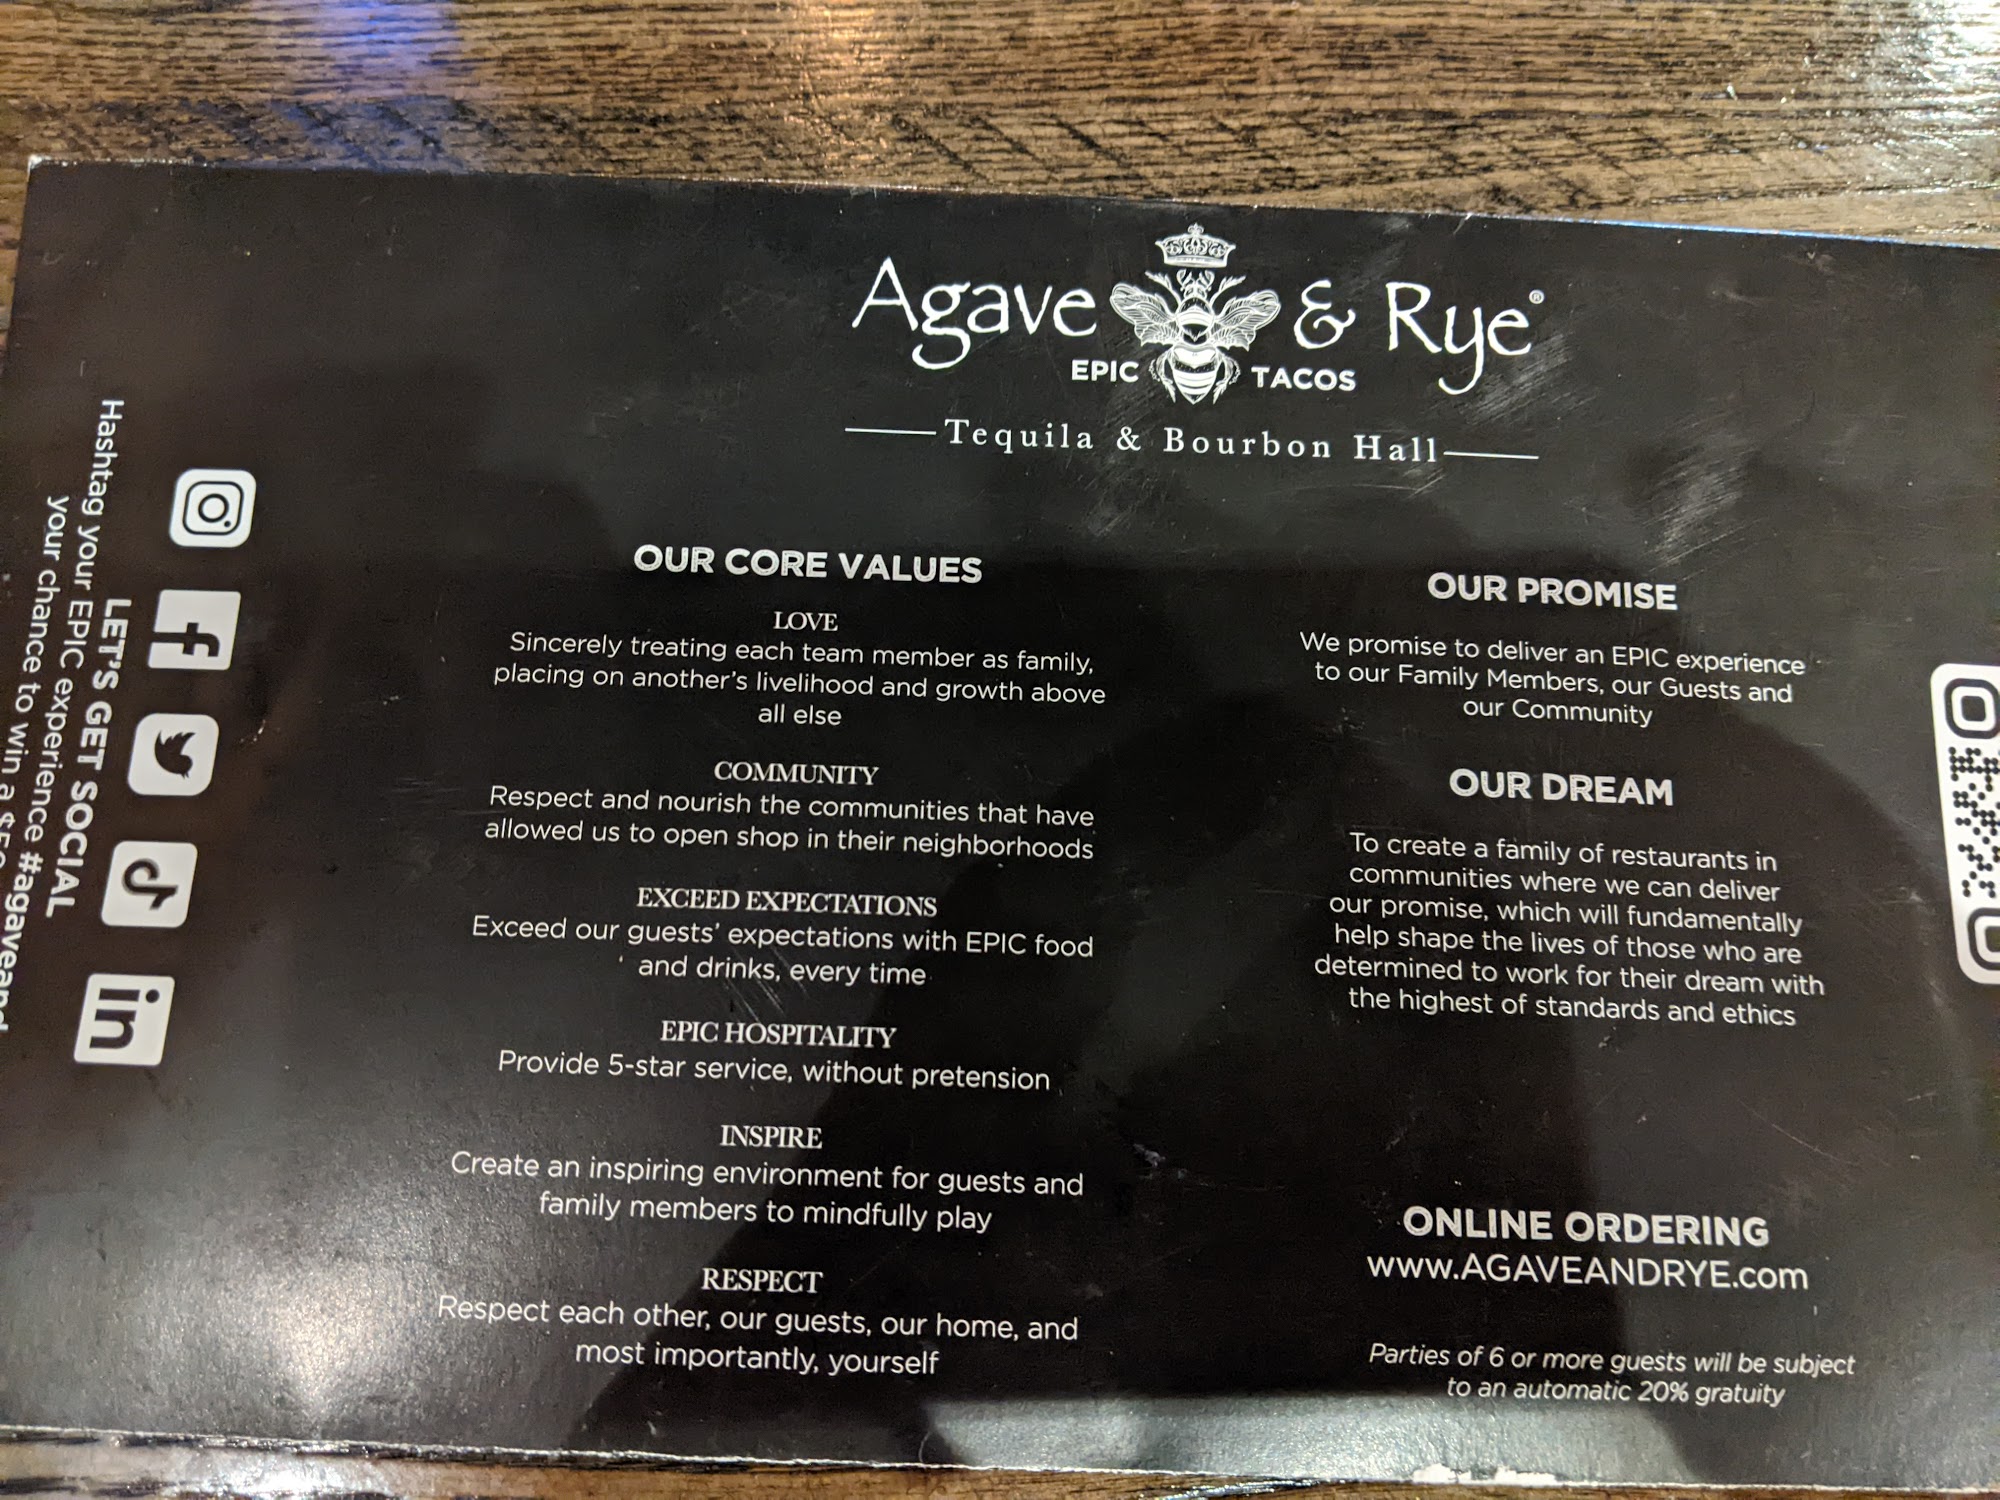 Agave & Rye®
EPIC TACOS
Tequila & Bourbon Hall
OUR CORE VALUES
LOVE
Sincerely treating each team member as family,
placing on another's livelihood and growth above
all else
COMMUNITY
Respect and nourish the communities that have
allowed us to open shop in their neighborhoods
EXCEED EXPECTATIONS
Exceed our guests' expectations with EPIC food
and drinks, every time
EPIC HOSPITALITY
Provide 5-star service, without pretension
INSPIRE
Create an inspiring environment for guests and
family members to mindfully play
RESPECT
Respect each other, our guests, our home, and
most importantly, yourself
OUR PROMISE
We promise to deliver an EPIC experience
to our Family Members, our Guests and
our Community
OUR DREAM
To create a family of restaurants in
communities where we can deliver
our promise, which will fundamentally
help shape the lives of those who are
determined to work for their dream with
the highest of standards and ethics
ONLINE ORDERING
www.AGAVEANDRYE.com
Parties of 6 or more guests will be subject
to an automatic 20% gratuity
LET'S GET SOCIAL
Hashtag your EPIC experience #agaveand
your chance to win a